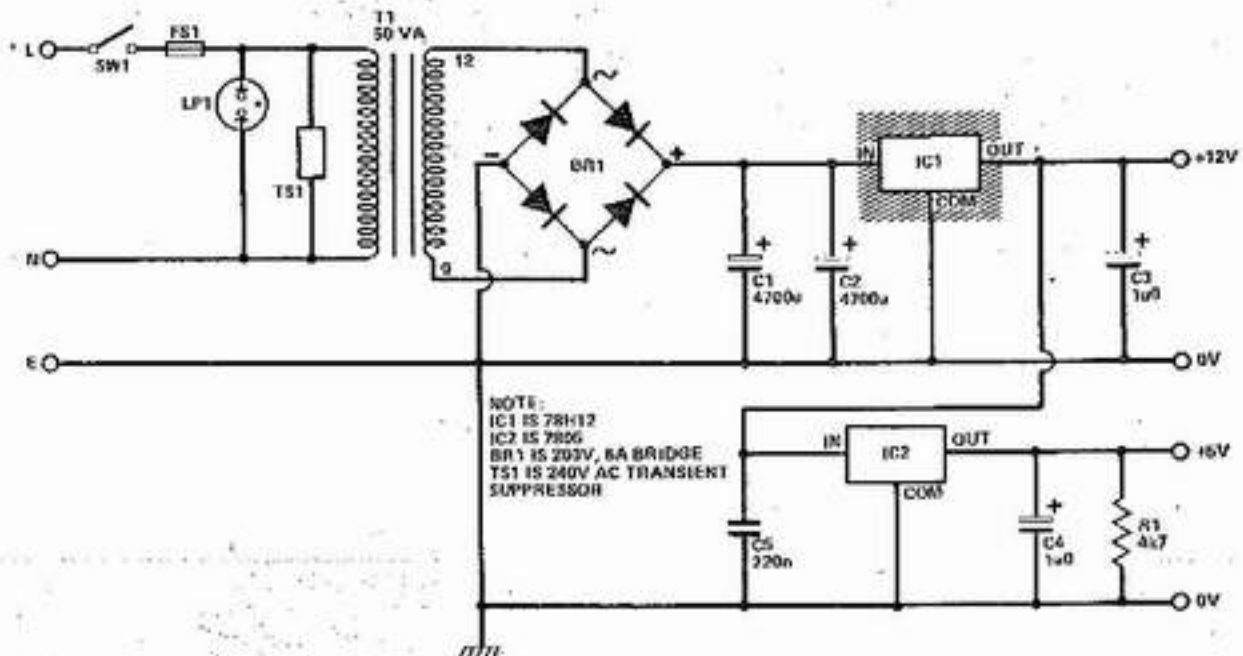 L
SW1
FS1
LP1
TS1
N
E
T1
50 VA
12
9
~
BR1
-
+
~
+
C1
4700u
+
C2
4700u
IN
IC1
OUT
COM
+12V
+
C3
1u0
0V
NOTE:
IC1 IS 78H12
IC2 IS 7805
BR1 IS 200V, 6A BRIDGE
TS1 IS 240V AC TRANSIENT
SUPPRESSOR
IN
IC2
OUT
COM
+5V
C5
220n
+
C4
1u0
R1
4k7
0V